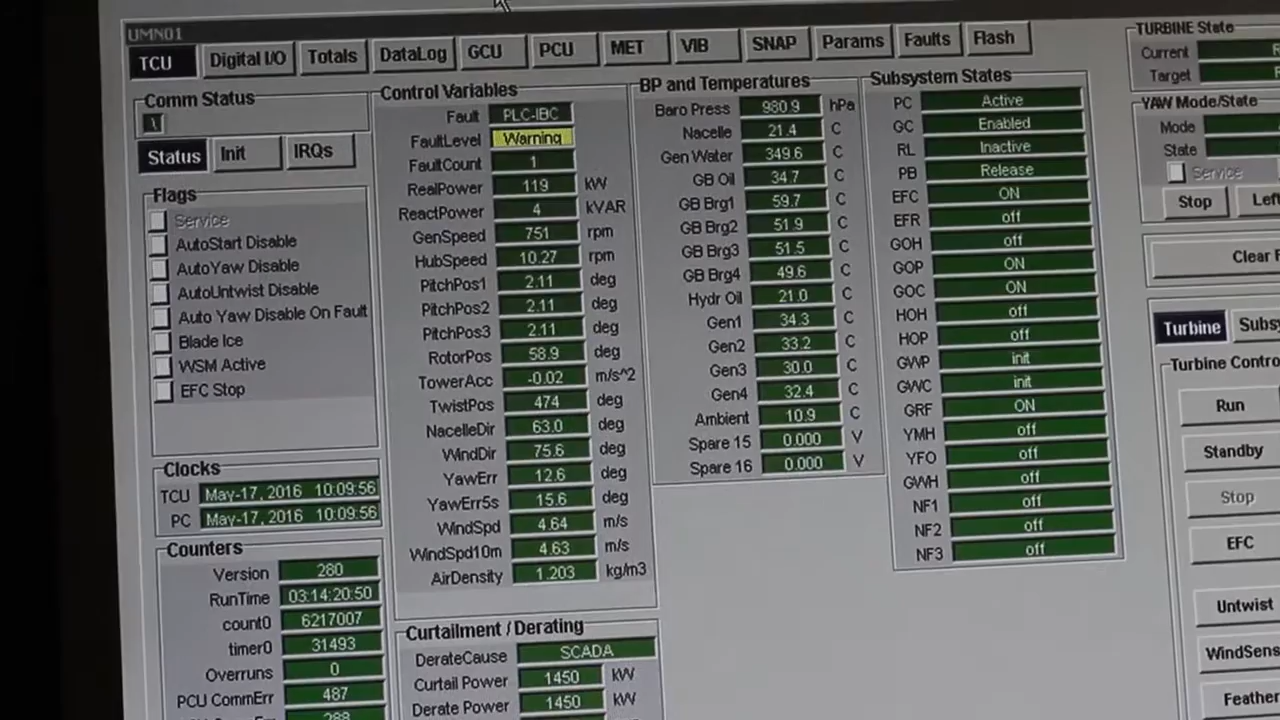 UMN01
TCU Digital I/O Totals DataLog GCU PCU MET VIB SNAP Params Faults Flash
Comm Status
\
Status Init IRQs
Flags
Service
AutoStart Disable
AutoYaw Disable
AutoUntwist Disable
Auto Yaw Disable On Fault
Blade Ice
WSM Active
EFC Stop
Clocks
TCU May-17, 2016 10:09:56
PC May-17, 2016 10:09:56
Counters
Version 280
RunTime 03:14:20:50
count0 6217007
timer0 31493
Overruns 0
PCU CommErr 487
288
Control Variables
Fault PLC-IBC
FaultLevel Warning
FaultCount 1
RealPower 119 kW
ReactPower 4 kVAR
GenSpeed 751 rpm
HubSpeed 10.27 rpm
PitchPos1 2.11 deg
PitchPos2 2.11 deg
PitchPos3 2.11 deg
RotorPos 58.9 deg
TowerAcc -0.02 m/s^2
TwistPos 474 deg
NacelleDir 63.0 deg
WindDir 75.6 deg
YawErr 12.6 deg
YawErr5s 15.6 deg
WindSpd 4.64 m/s
WindSpd10m 4.63 m/s
AirDensity 1.203 kg/m3
Curtailment / Derating
DerateCause SCADA
Curtail Power 1450 kW
Derate Power 1450 kW
BP and Temperatures
Baro Press 980.9 hPa
Nacelle 21.4 C
Gen Water 349.6 C
GB Oil 34.7 C
GB Brg1 59.7 C
GB Brg2 51.9 C
GB Brg3 51.5 C
GB Brg4 49.6 C
Hydr Oil 21.0 C
Gen1 34.3 C
Gen2 33.2 C
Gen3 30.0 C
Gen4 32.4 C
Ambient 10.9 C
Spare 15 0.000 V
Spare 16 0.000 V
Subsystem States
PC Active
GC Enabled
RL Inactive
PB Release
EFC ON
EFR off
GOH off
GOP ON
GOC ON
HOH off
HOP off
GWP init
GWC init
GRF ON
YMH off
YFO off
GWH off
NF1 off
NF2 off
NF3 off
TURBINE State
Current
Target
YAW Mode/State
Mode
State
Service
Stop Left
Clear
Turbine Subs
Turbine Contro
Run
Standby
Stop
EFC
Untwist
WindSens
Feather